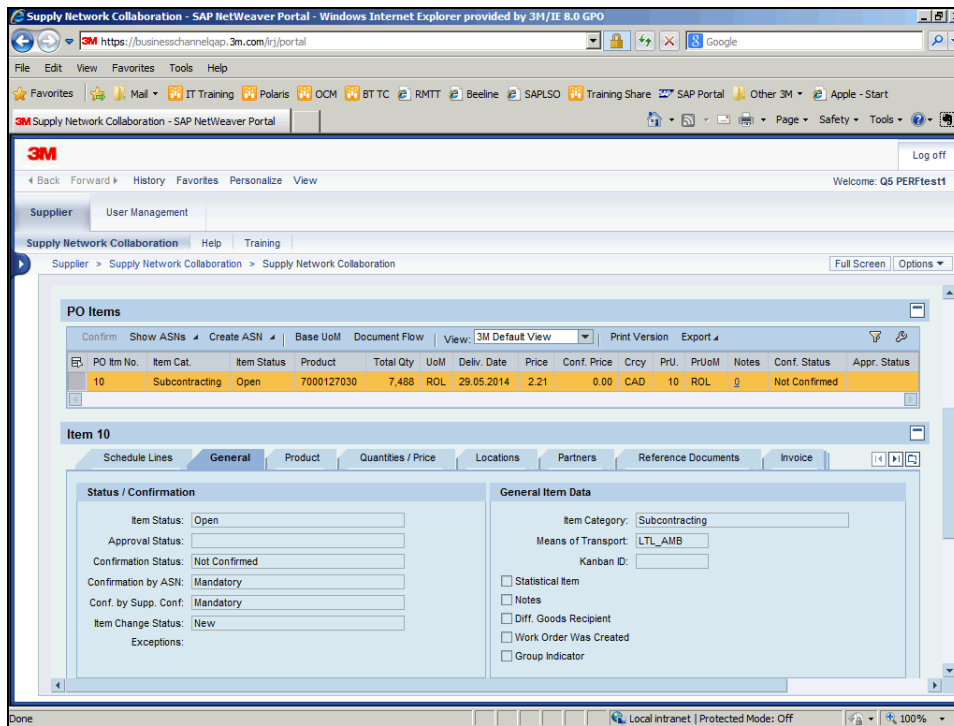 Supply Network Collaboration - SAP NetWeaver Portal - Windows Internet Explorer provided by 3M/IE 8.0 GPO
3M https://businesschannelqap.3m.com/irj/portal
Google
File Edit View Favorites Tools Help
Favorites Mail IT Training Polaris OCM BT TC RMTT Beeline SAPLSO Training Share SAP Portal Other 3M Apple - Start
3M Supply Network Collaboration - SAP NetWeaver Portal
Page Safety Tools
3M
Log off
Back Forward History Favorites Personalize View
Welcome: Q5 PERFtest1
Supplier User Management
Supply Network Collaboration Help Training
Supplier > Supply Network Collaboration > Supply Network Collaboration
Full Screen Options
PO Items
Confirm Show ASNs Create ASN Base UoM Document Flow View: 3M Default View Print Version Export
PO Itm No. Item Cat. Item Status Product Total Qty UoM Deliv. Date Price Conf. Price Crcy PrU. PrUoM Notes Conf. Status Appr. Status
10 Subcontracting Open 7000127030 7,488 ROL 29.05.2014 2.21 0.00 CAD 10 ROL 0 Not Confirmed
Item 10
Schedule Lines General Product Quantities / Price Locations Partners Reference Documents Invoice
Status / Confirmation
Item Status: Open
Approval Status:
Confirmation Status: Not Confirmed
Confirmation by ASN: Mandatory
Conf. by Supp. Conf: Mandatory
Item Change Status: New
Exceptions:
General Item Data
Item Category: Subcontracting
Means of Transport: LTL_AMB
Kanban ID:
Statistical Item
Notes
Diff. Goods Recipient
Work Order Was Created
Group Indicator
Done
Local intranet | Protected Mode: Off
100%